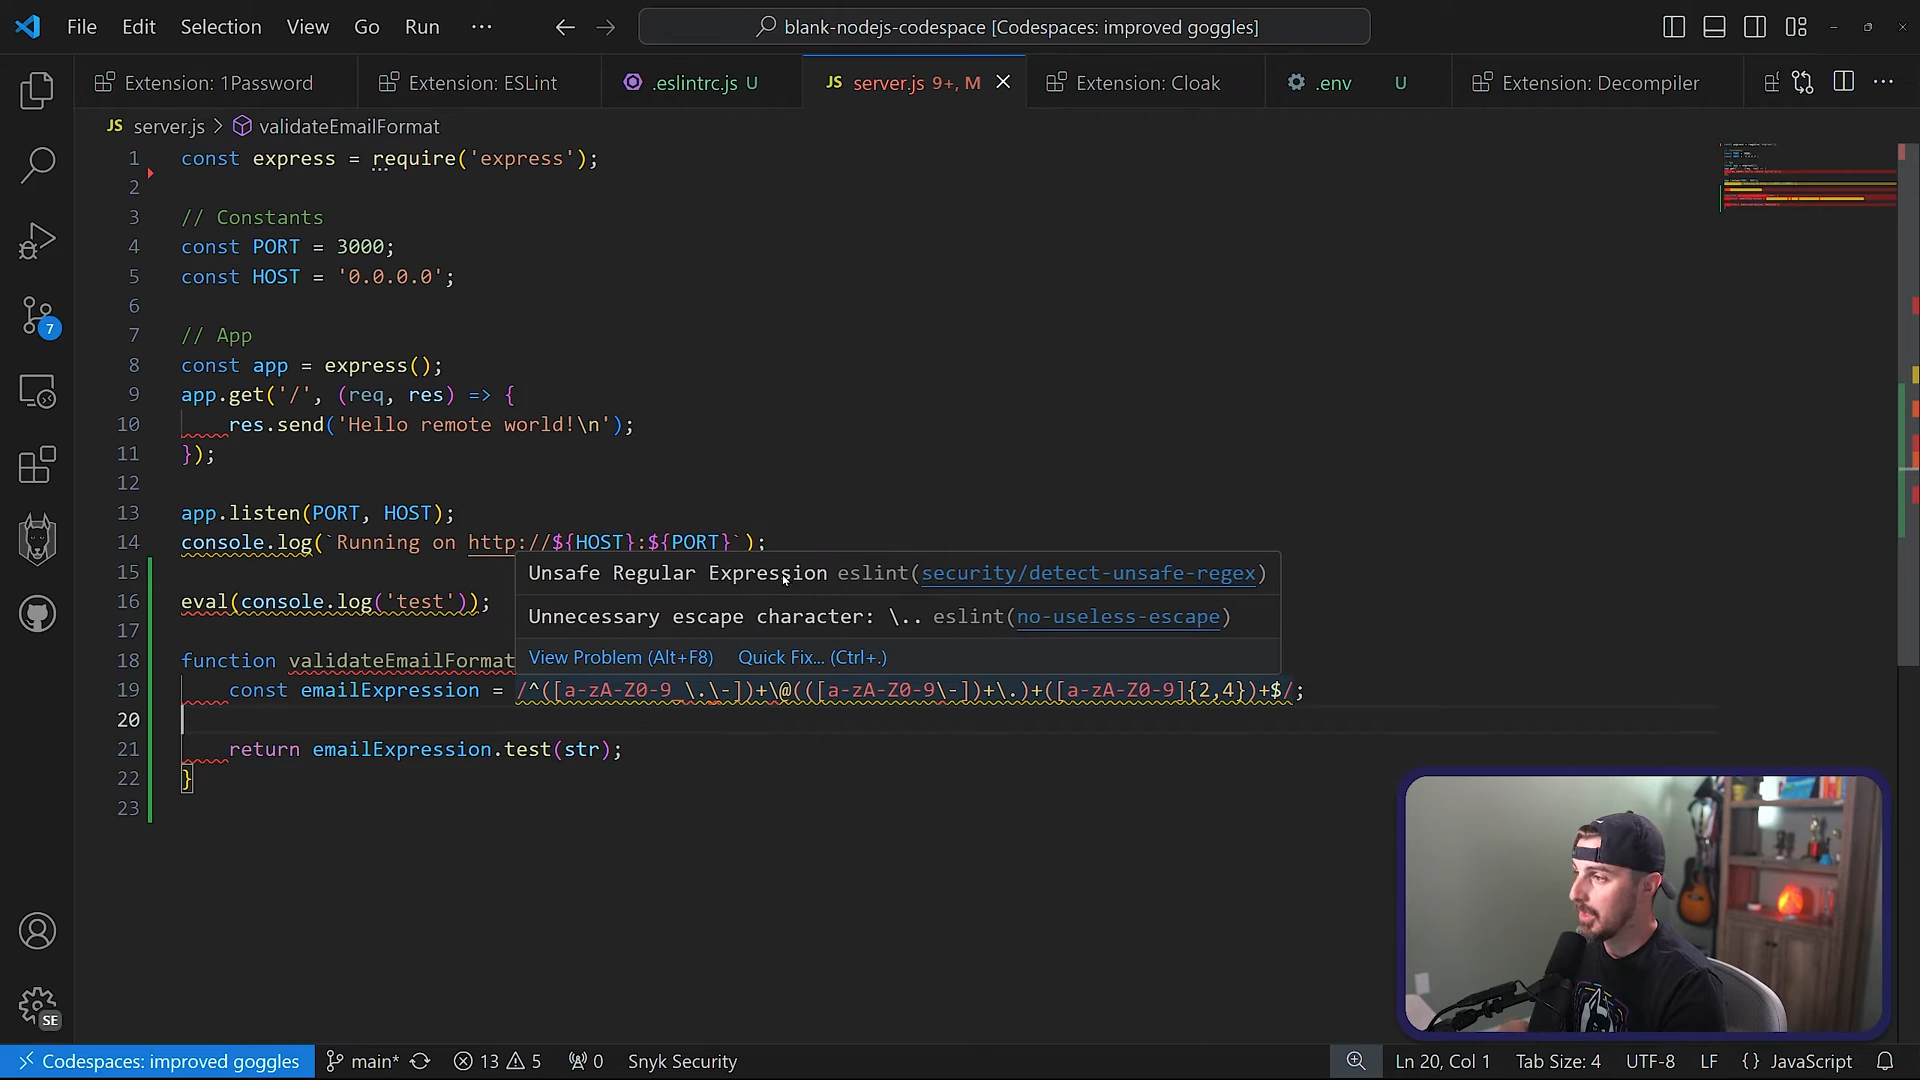 File Edit Selection View Go Run ··· blank-nodejs-codespace [Codespaces: improved goggles]
Extension: 1Password Extension: ESLint .eslintrc.js U JS server.js 9+, M Extension: Cloak .env U Extension: Decompiler ···
JS server.js > validateEmailFormat
1 const express = require('express');
2
3 // Constants
4 const PORT = 3000;
5 const HOST = '0.0.0.0';
6
7 // App
8 const app = express();
9 app.get('/', (req, res) => {
10 res.send('Hello remote world!\n');
11 });
12
13 app.listen(PORT, HOST);
14 console.log(`Running on http://${HOST}:${PORT}`);
15
Unsafe Regular Expression eslint(security/detect-unsafe-regex)
16 eval(console.log('test'));
Unnecessary escape character: \.. eslint(no-useless-escape)
17
View Problem (Alt+F8) Quick Fix... (Ctrl+.)
18 function validateEmailFormat
19 const emailExpression = /^([a-zA-Z0-9_\.\-])+\@(([a-zA-Z0-9\-])+\.)+([a-zA-Z0-9]{2,4})+$/;
20
21 return emailExpression.test(str);
22 }
23
7
SE
Codespaces: improved goggles main* 13 5 0 Snyk Security Ln 20, Col 1 Tab Size: 4 UTF-8 LF {} JavaScript